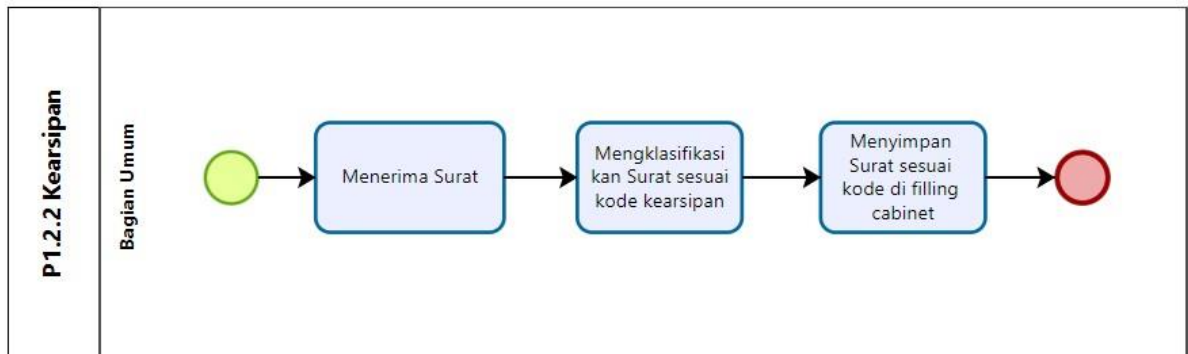 P1.2.2 Kearsipan
Bagian Umum
Menerima Surat
Mengklasifikasi
kan Surat sesuai
kode kearsipan
Menyimpan
Surat sesuai
kode di filling
cabinet